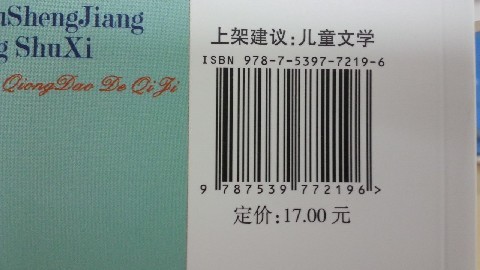 uShengJiang
g ShuXi
QiongDao De QiJi
上架建议:儿童文学
ISBN 978-7-5397-7219-6
9 787539 772196 >
定价:17.00 元